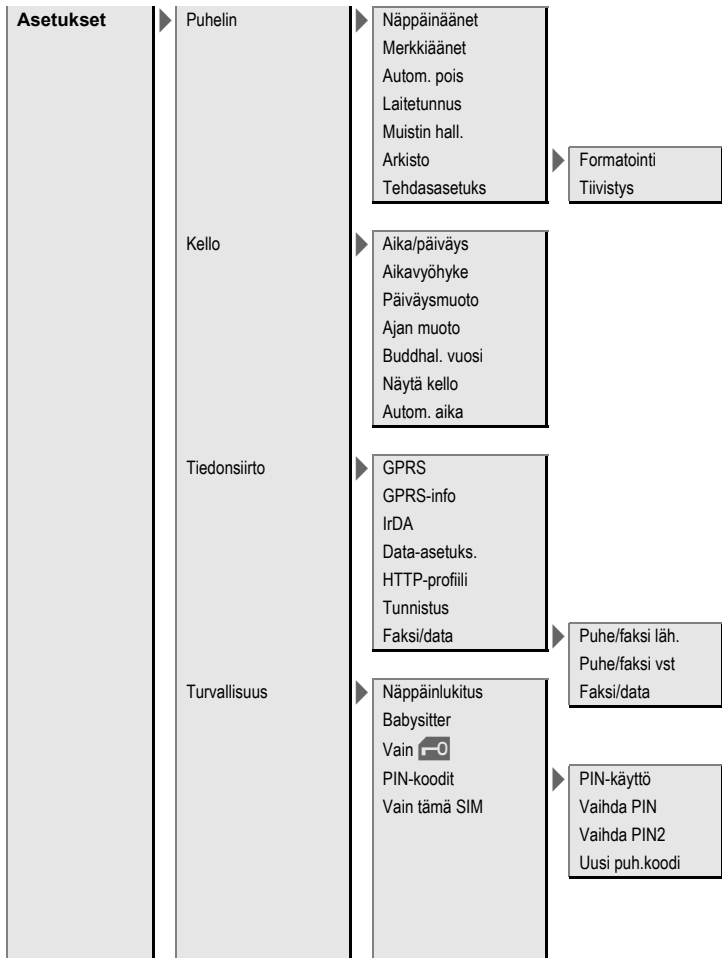 Asetukset Puhelin Näppäinäänet
Merkkiäänet
Autom. pois
Laitetunnus
Muistin hall.
Arkisto Formatointi
Tehdasasetuks Tiivistys
Kello Aika/päiväys
Aikavyöhyke
Päiväysmuoto
Ajan muoto
Buddhal. vuosi
Näytä kello
Autom. aika
Tiedonsiirto GPRS
GPRS-info
IrDA
Data-asetuks.
HTTP-profiili
Tunnistus
Faksi/data Puhe/faksi läh.
Puhe/faksi vst
Turvallisuus Näppäinlukitus Faksi/data
Babysitter
Vain
PIN-koodit PIN-käyttö
Vain tämä SIM Vaihda PIN
Vaihda PIN2
Uusi puh.koodi